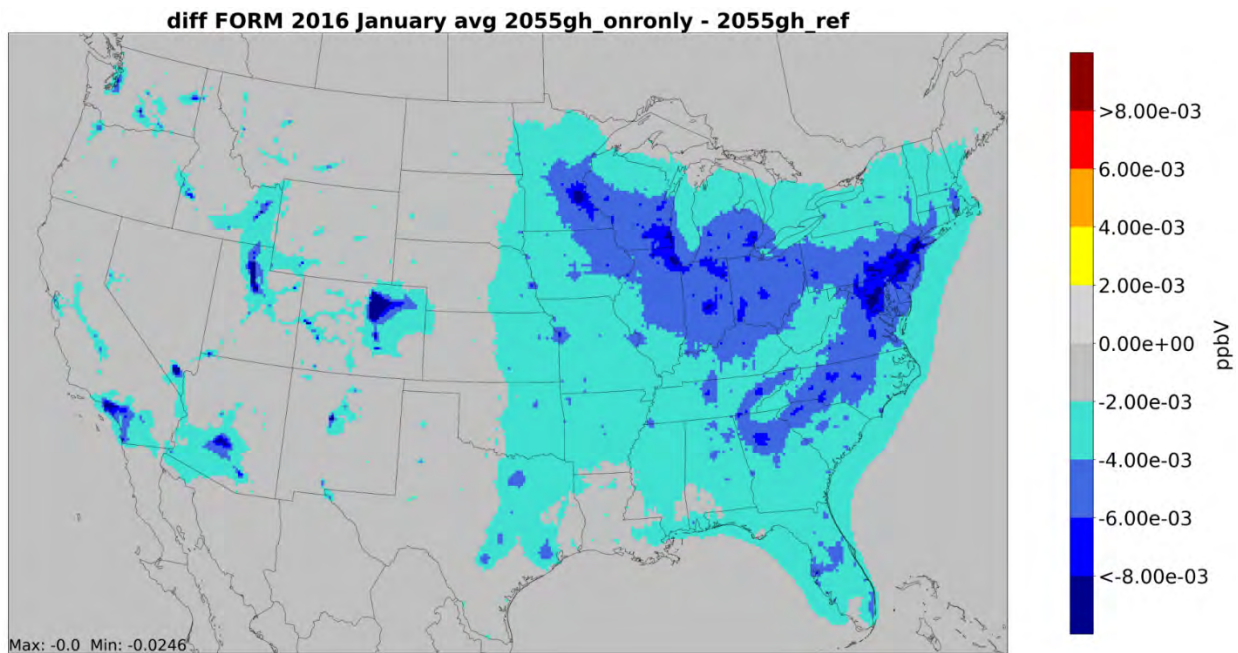 diff FORM 2016 January avg 2055gh_onronly - 2055gh_ref
>8.00e-03
6.00e-03
4.00e-03
2.00e-03
0.00e+00
-2.00e-03
-4.00e-03
-6.00e-03
<-8.00e-03
ppbV
Max: -0.0 Min: -0.0246